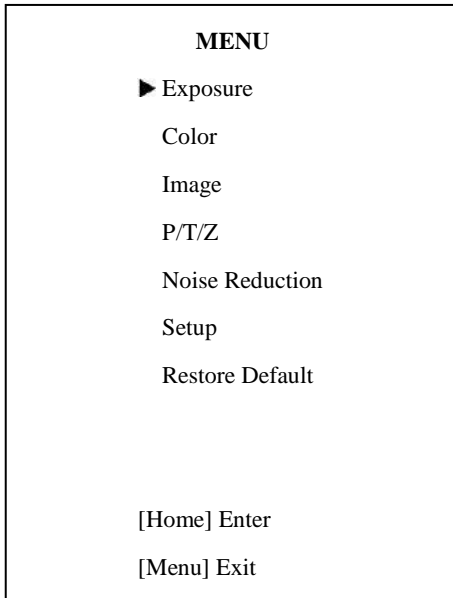 MENU
Exposure
Color
Image
P/T/Z
Noise Reduction
Setup
Restore Default
[Home] Enter
[Menu] Exit